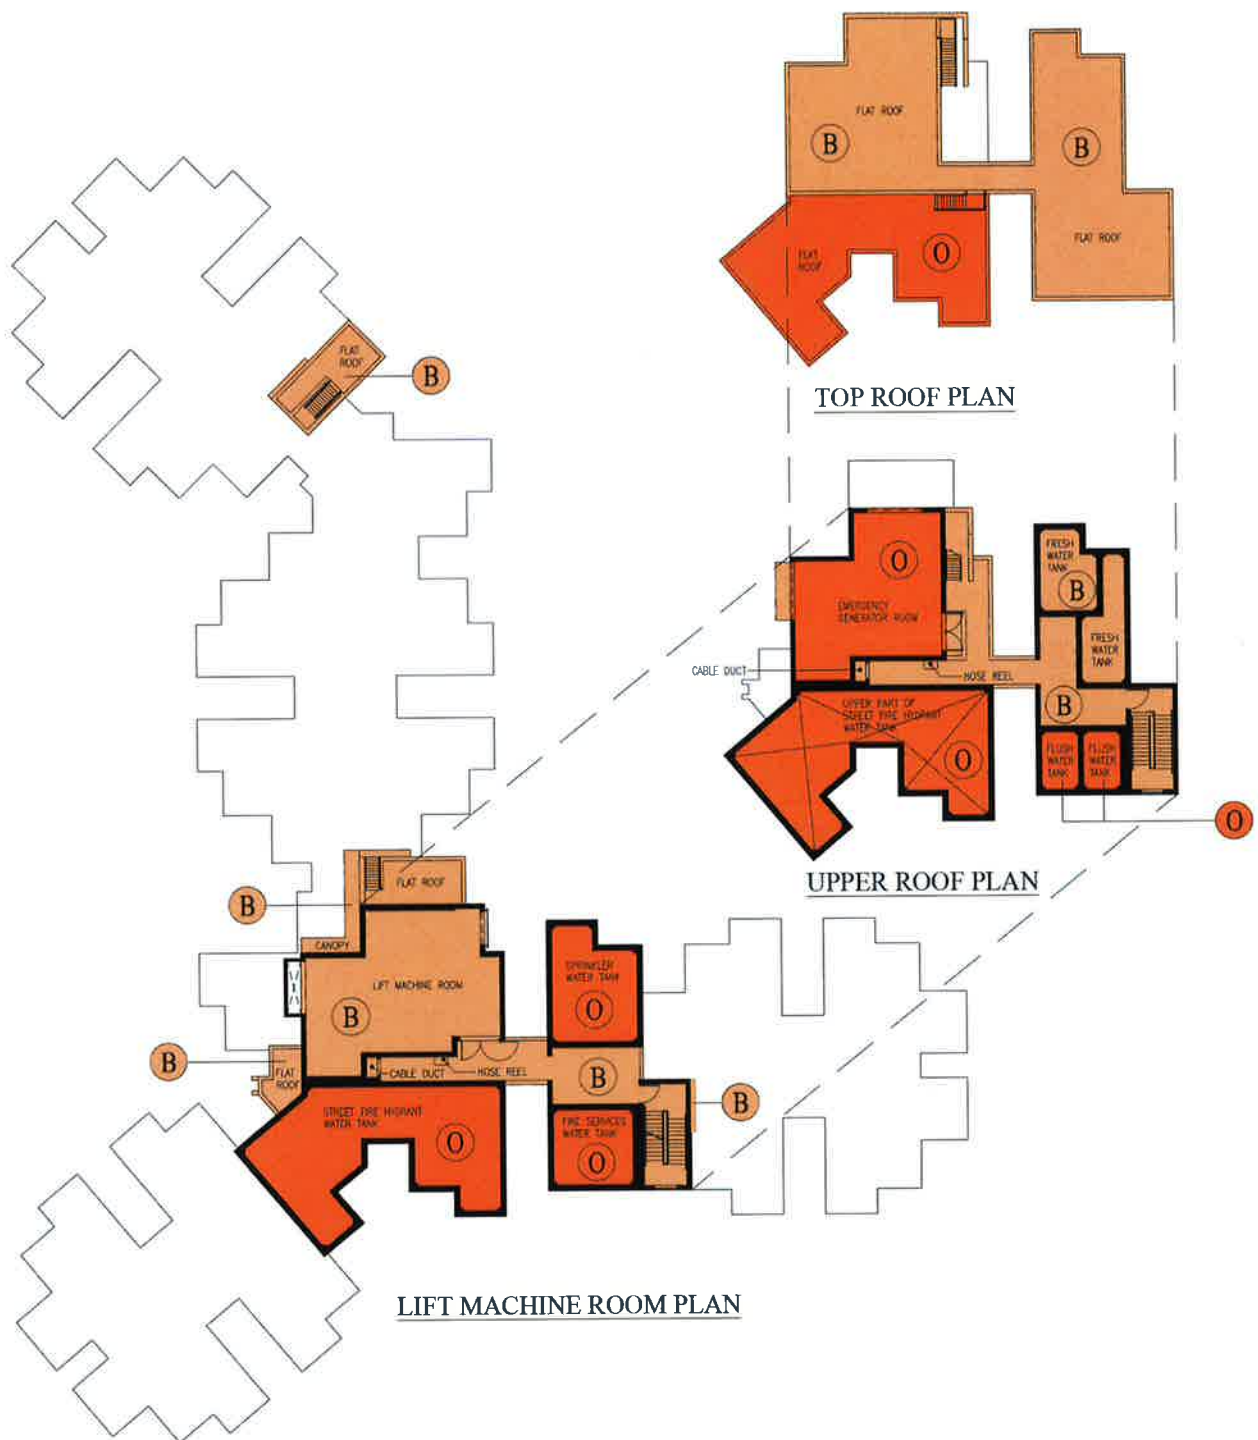 FLAT ROOF
B
B
FLAT ROOF
FLAT
ROOF
O
TOP ROOF PLAN
FLAT
ROOF
B
O
EMERGENCY
GENERATOR ROOM
FRESH
WATER
TANK
B
FRESH
WATER
TANK
CABLE DUCT
HOSE REEL
B
UPPER PART OF
STREET FIRE HYDRANT
WATER TANK
O
FLUSH
WATER
TANK
FLUSH
WATER
TANK
O
UPPER ROOF PLAN
FLAT ROOF
B
CANOPY
LIFT MACHINE ROOM
B
SPRINKLER
WATER TANK
O
B
FLAT
ROOF
CABLE DUCT
HOSE REEL
B
B
STREET FIRE HYDRANT
WATER TANK
O
FIRE SERVICES
WATER TANK
O
LIFT MACHINE ROOM PLAN